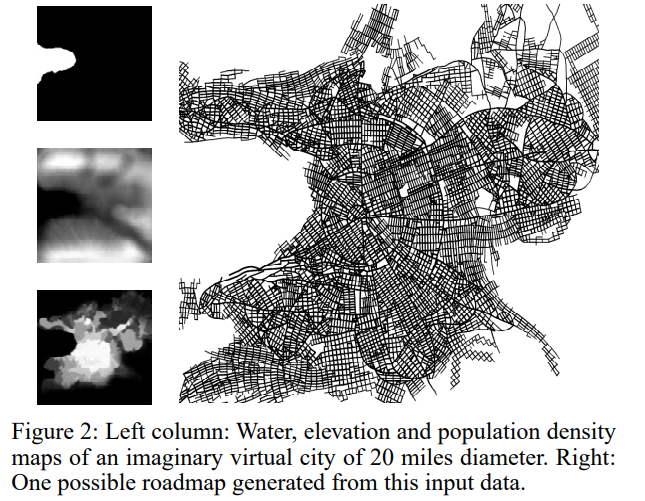 Figure 2: Left column: Water, elevation and population density
maps of an imaginary virtual city of 20 miles diameter. Right:
One possible roadmap generated from this input data.